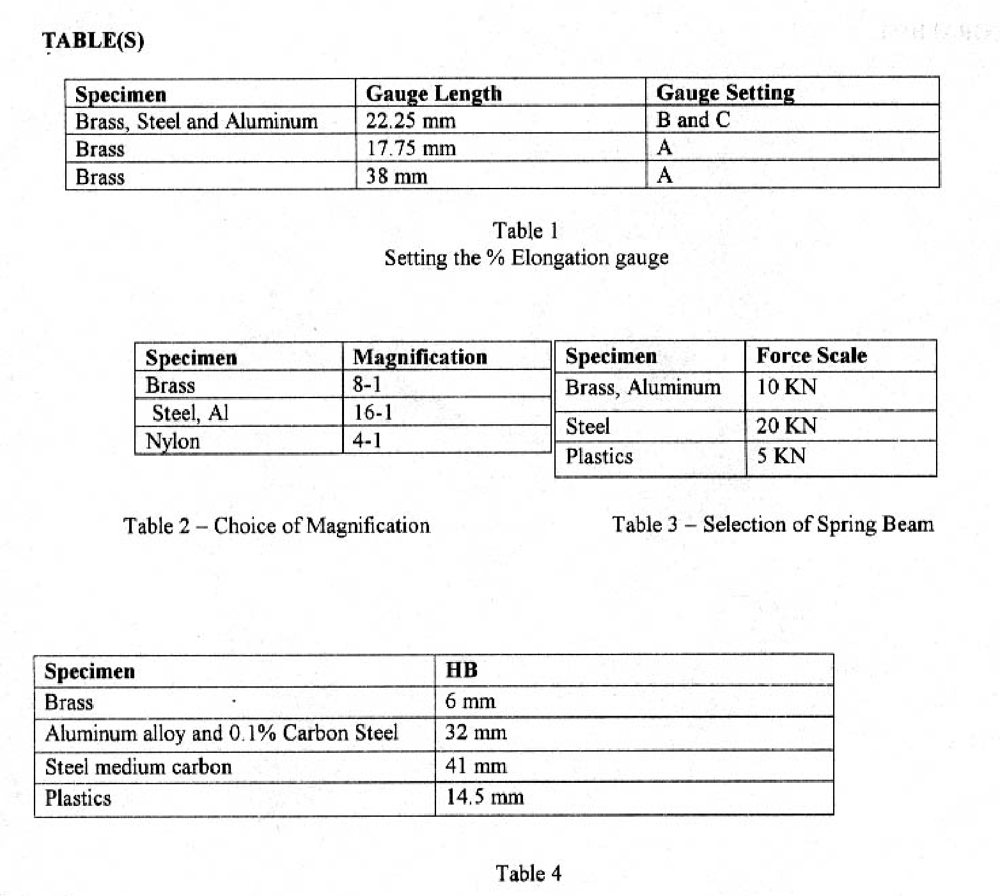 TABLE(S)
Specimen Gauge Length Gauge Setting
Brass, Steel and Aluminum 22.25 mm B and C
Brass 17.75 mm A
Brass 38 mm A
Table 1
Setting the % Elongation gauge
Specimen Magnification
Brass 8-1
Steel, Al 16-1
Nylon 4-1
Specimen Force Scale
Brass, Aluminum 10 KN
Steel 20 KN
Plastics 5 KN
Table 2 – Choice of Magnification
Table 3 – Selection of Spring Beam
Specimen HB
Brass 6 mm
Aluminum alloy and 0.1% Carbon Steel 32 mm
Steel medium carbon 41 mm
Plastics 14.5 mm
Table 4